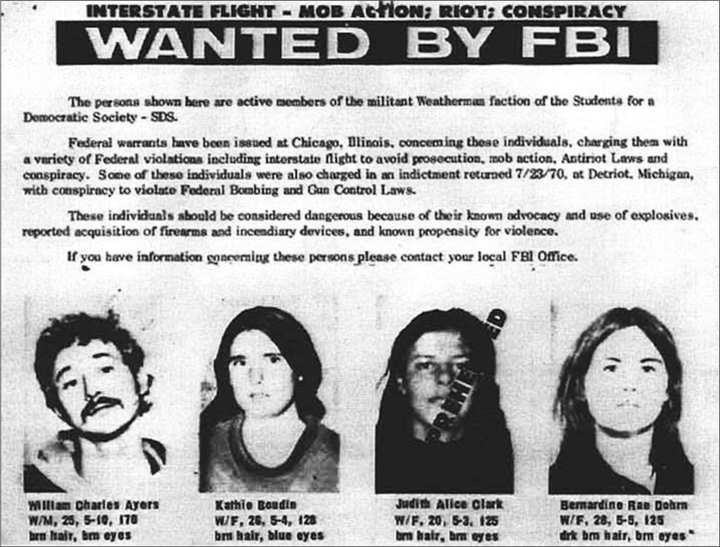 INTERSTATE FLIGHT - MOB ACTION; RIOT; CONSPIRACY
WANTED BY FBI
The persons shown here are active members of the militant Weatherman faction of the Students for a
Democratic Society - SDS.
Federal warrants have been issued at Chicago, Illinois, concerning these individuals, charging them with
a variety of Federal violations including interstate flight to avoid prosecution, mob action, Antiriot Laws and
conspiracy. Some of these individuals were also charged in an indictment returned 7/23/70, at Detriot, Michigan,
with conspiracy to violate Federal Bombing and Gun Control Laws.
These individuals should be considered dangerous because of their known advocacy and use of explosives,
reported acquisition of firearms and incendiary devices, and known propensity for violence.
If you have information concerning these persons please contact your local FBI Office.
William Charles Ayers
W/M, 25, 5-10, 170
brn hair, brn eyes
Kathie Boudin
W/F, 26, 5-4, 128
brn hair, blue eyes
Judith Alice Clark
W/F, 20, 5-3, 125
brn hair, brn eyes
Bernardine Rae Dohrn
W/F, 28, 5-5, 125
drk brn hair, brn eyes